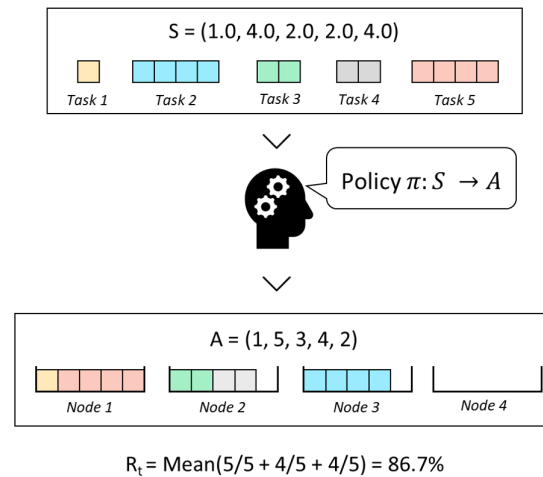 S = (1.0, 4.0, 2.0, 2.0, 4.0)
Task 1 Task 2 Task 3 Task 4 Task 5
Policy π: S → A
A = (1, 5, 3, 4, 2)
Node 1 Node 2 Node 3 Node 4
Rₜ = Mean(5/5 + 4/5 + 4/5) = 86.7%